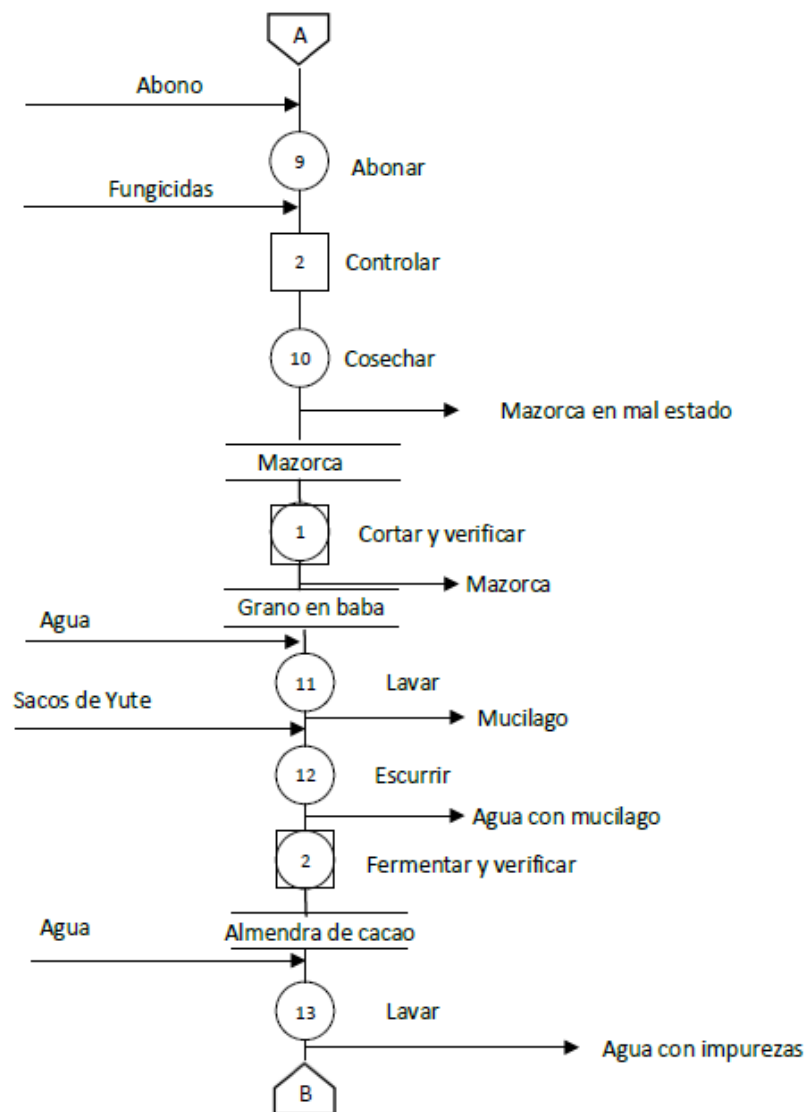 A
Abono
9
Abonar
Fungicidas
2
Controlar
10
Cosechar
Mazorca en mal estado
Mazorca
1
Cortar y verificar
Mazorca
Grano en baba
Agua
11
Lavar
Sacos de Yute
Mucilago
12
Escurrir
Agua con mucilago
2
Fermentar y verificar
Agua
Almendra de cacao
13
Lavar
Agua con impurezas
B